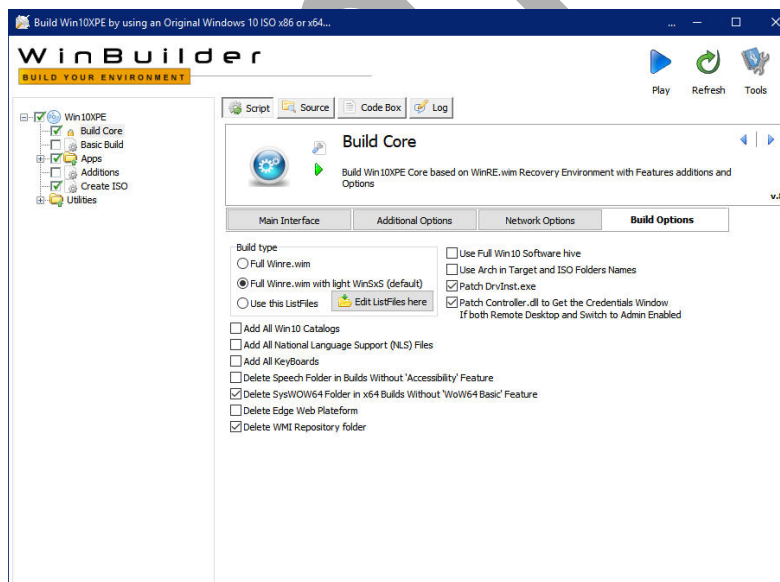 Build Win10XPE by using an Original Windows 10 ISO x86 or x64...
...
WinBuilder
BUILD YOUR ENVIRONMENT
Play
Refresh
Tools
Win10XPE
Build Core
Basic Build
Apps
Additions
Create ISO
Utilities
Script
Source
Code Box
Log
Build Core
Build Win10XPE Core based on WinRE.wim Recovery Environment with Features additions and
Options
Main Interface
Additional Options
Network Options
Build Options
Build type
Full Winre.wim
Full Winre.wim with light WinSxS (default)
Use this ListFiles
Edit ListFiles here
Use Full Win10 Software hive
Use Arch in Target and ISO Folders Names
Patch DrvInst.exe
Patch Controller.dll to Get the Credentials Window
If both Remote Desktop and Switch to Admin Enabled
Add All Win10 Catalogs
Add All National Language Support (NLS) Files
Add All KeyBoards
Delete Speech Folder in Builds Without 'Accessibility' Feature
Delete SysWOW64 Folder in x64 Builds Without 'WoW64 Basic' Feature
Delete Edge Web Plateform
Delete WMI Repository folder